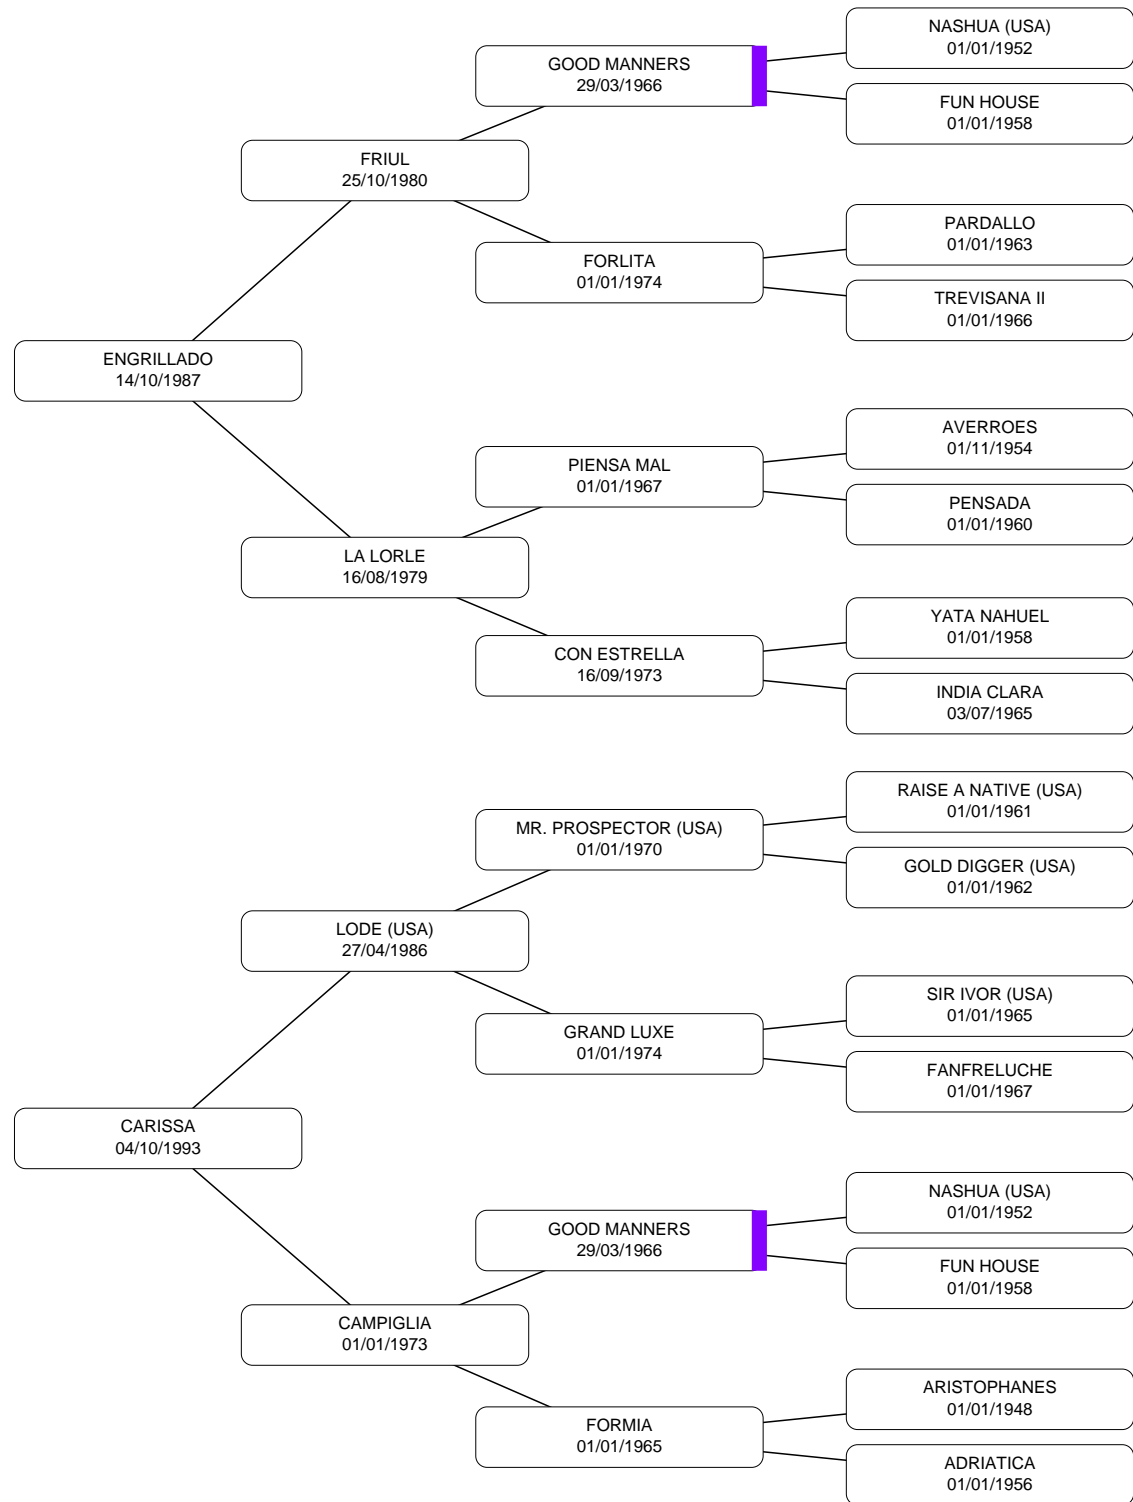 NASHUA (USA)
01/01/1952
GOOD MANNERS
29/03/1966
FUN HOUSE
01/01/1958
FRIUL
25/10/1980
PARDALLO
01/01/1963
FORLITA
01/01/1974
TREVISANA II
01/01/1966
ENGRILLADO
14/10/1987
AVERROES
01/11/1954
PIENSA MAL
01/01/1967
PENSADA
01/01/1960
LA LORLE
16/08/1979
YATA NAHUEL
01/01/1958
CON ESTRELLA
16/09/1973
INDIA CLARA
03/07/1965
RAISE A NATIVE (USA)
01/01/1961
MR. PROSPECTOR (USA)
01/01/1970
GOLD DIGGER (USA)
01/01/1962
LODE (USA)
27/04/1986
SIR IVOR (USA)
01/01/1965
GRAND LUXE
01/01/1974
FANFRELUCHE
01/01/1967
CARISSA
04/10/1993
NASHUA (USA)
01/01/1952
GOOD MANNERS
29/03/1966
FUN HOUSE
01/01/1958
CAMPIGLIA
01/01/1973
ARISTOPHANES
01/01/1948
FORMIA
01/01/1965
ADRIATICA
01/01/1956